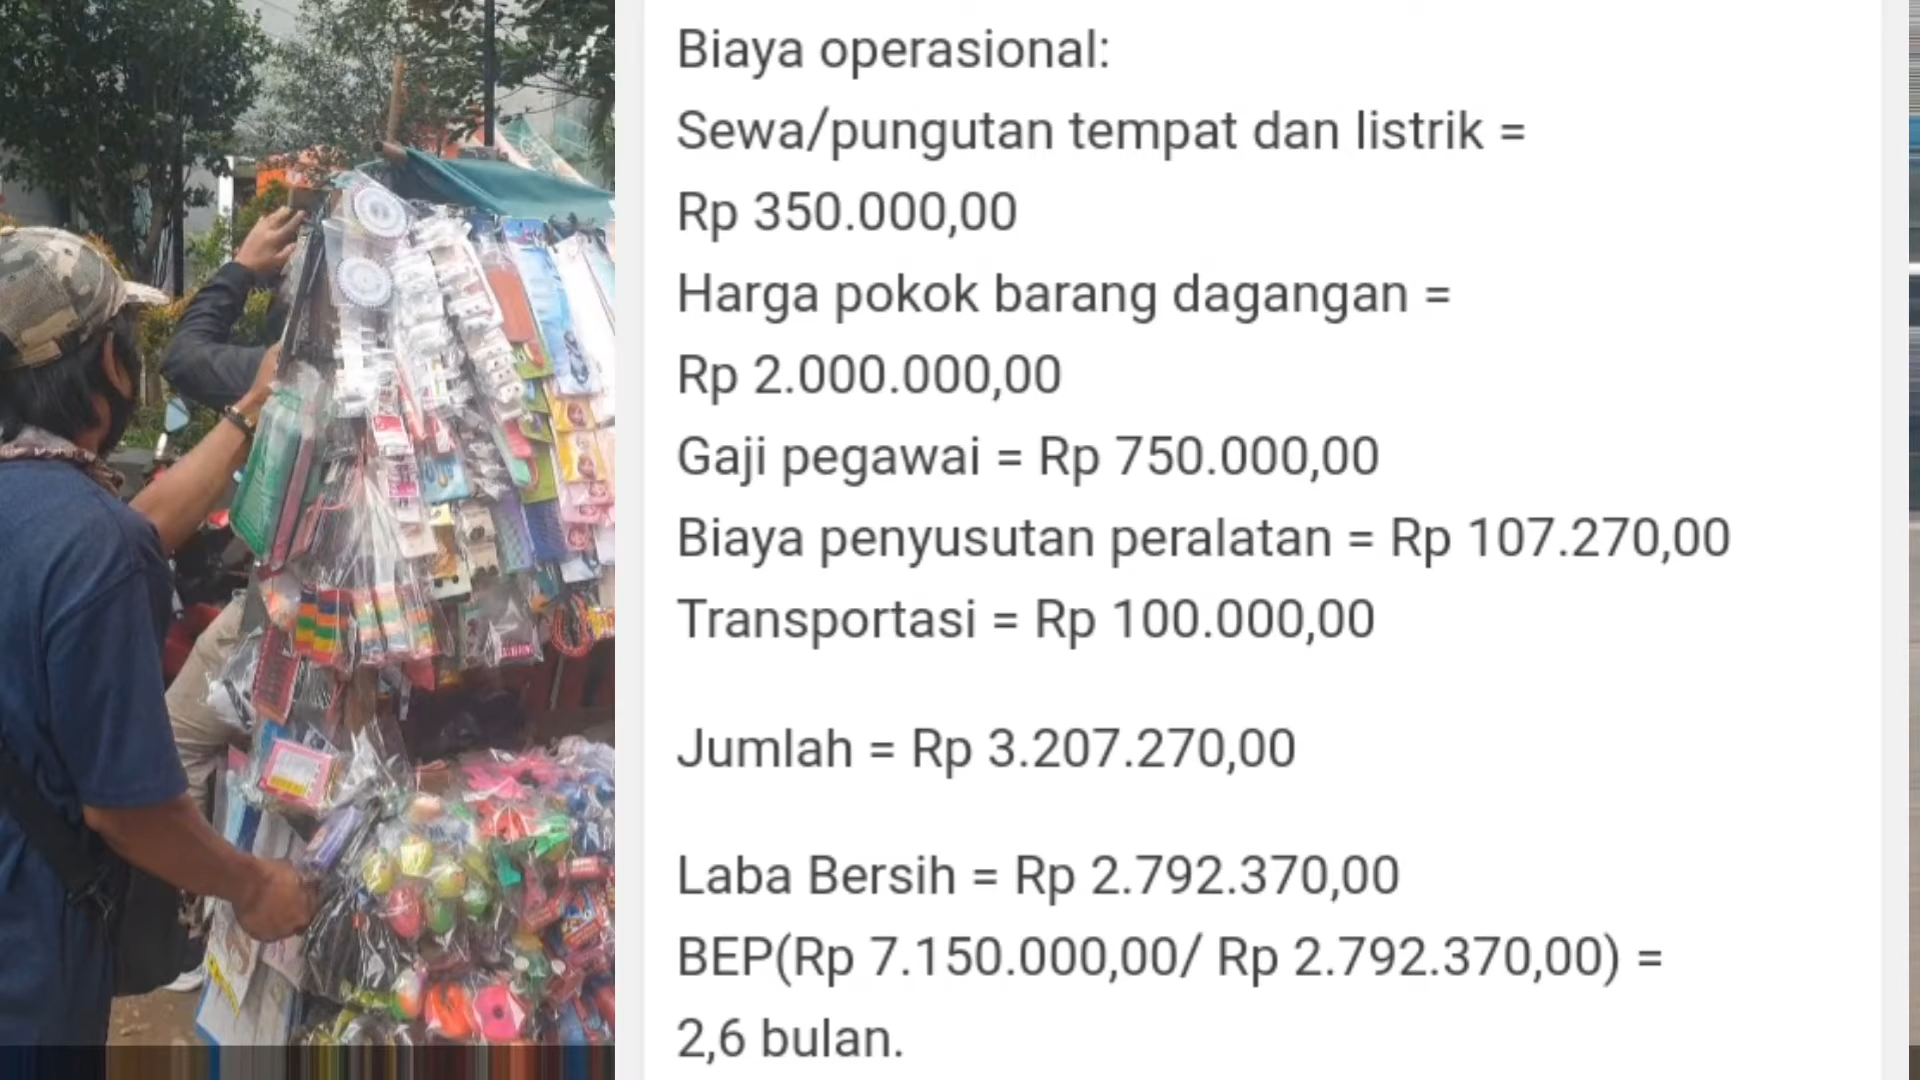 Biaya operasional:
Sewa/pungutan tempat dan listrik =
Rp 350.000,00
Harga pokok barang dagangan =
Rp 2.000.000,00
Gaji pegawai = Rp 750.000,00
Biaya penyusutan peralatan = Rp 107.270,00
Transportasi = Rp 100.000,00
Jumlah = Rp 3.207.270,00
Laba Bersih = Rp 2.792.370,00
BEP(Rp 7.150.000,00/ Rp 2.792.370,00) =
2,6 bulan.